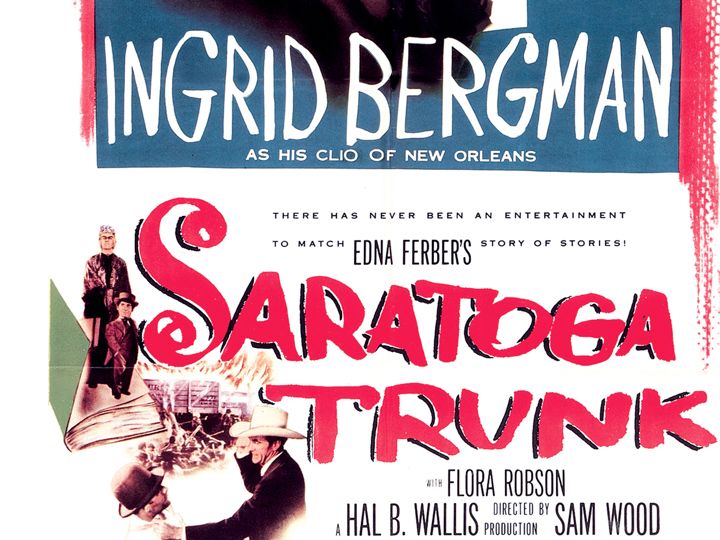 INGRID BERGMAN
AS HIS CLIO OF NEW ORLEANS
THERE HAS NEVER BEEN AN ENTERTAINMENT
TO MATCH EDNA FERBER'S STORY OF STORIES!
SARATOGA
TRUNK
WITH FLORA ROBSON
A HAL B. WALLIS PRODUCTION DIRECTED BY SAM WOOD